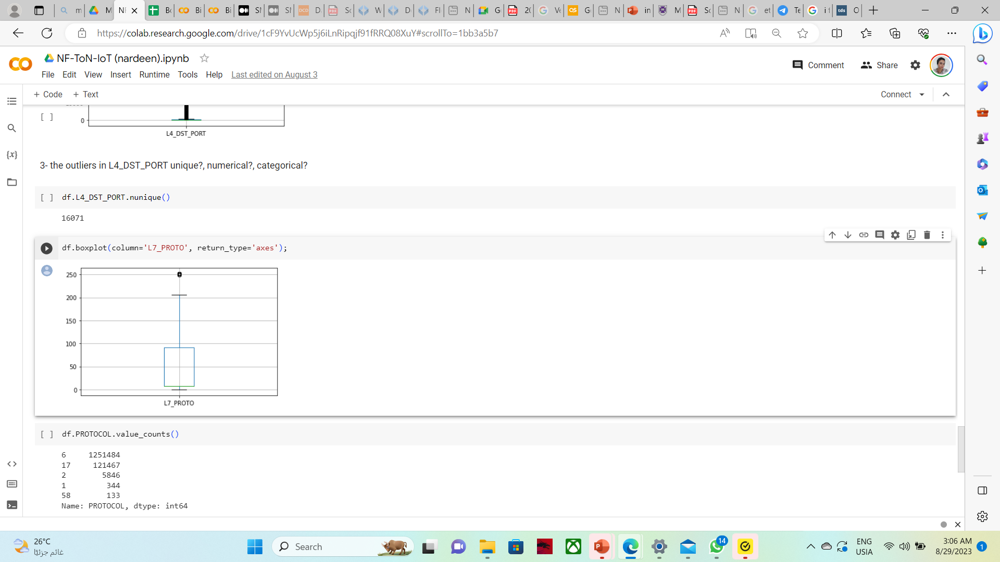 https://colab.research.google.com/drive/1cF9YvUcWp5j6iLnRipqjf91fRRQ08XuY#scrollTo=1bb3a5b7
NF-ToN-IoT (nardeen).ipynb
Comment
Share
File Edit View Insert Runtime Tools Help Last edited on August 3
+ Code + Text
Connect
[ ]
0
L4_DST_PORT
3- the outliers in L4_DST_PORT unique?, numerical?, categorical?
[ ] df.L4_DST_PORT.nunique()
16071
df.boxplot(column='L7_PROTO', return_type='axes');
250
200
150
100
50
0
L7_PROTO
[ ] df.PROTOCOL.value_counts()
6 1251484
17 121467
2 5846
1 344
58 133
Name: PROTOCOL, dtype: int64
26°C
غائم جزئيًا
Search
14
ENG
USIA
3:06 AM
8/29/2023
1